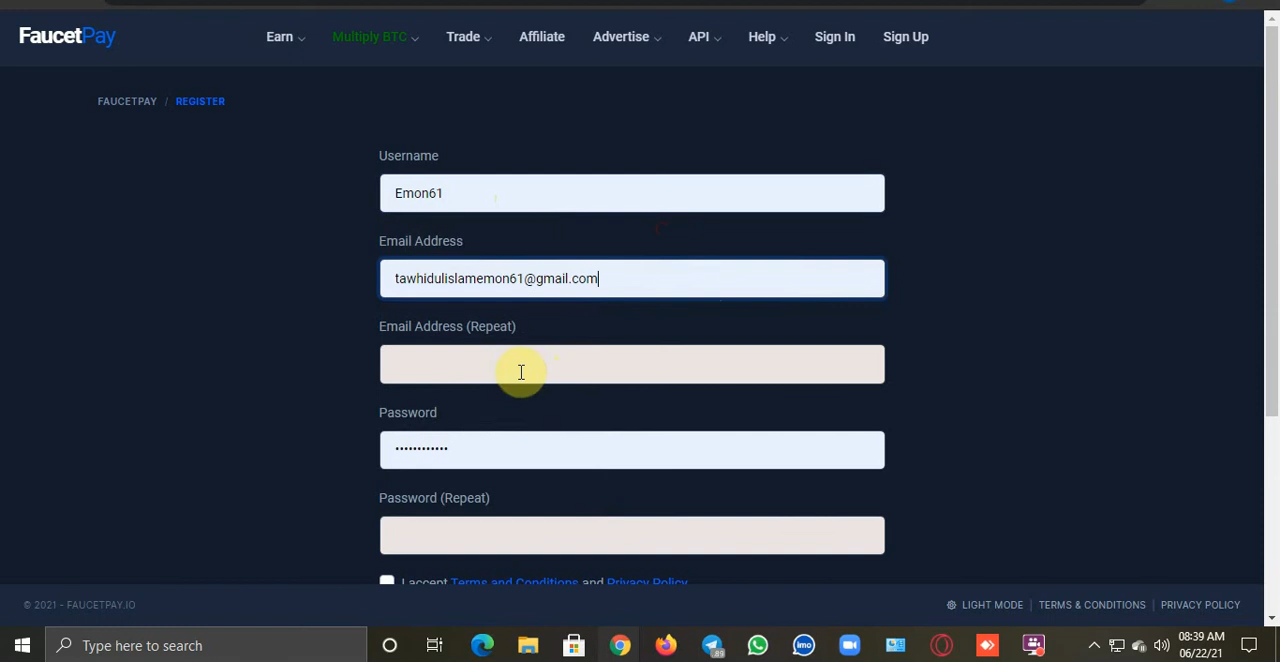 FaucetPay
Earn
Multiply BTC
Trade
Affiliate
Advertise
API
Help
Sign In
Sign Up
FAUCETPAY / REGISTER
Username
Emon61
Email Address
tawhidulislamemon61@gmail.com
Email Address (Repeat)
Password
••••••••••••
Password (Repeat)
I accept Terms and Conditions and Privacy Policy
© 2021 - FAUCETPAY.IO
LIGHT MODE | TERMS & CONDITIONS | PRIVACY POLICY
Type here to search
89
imo
08:39 AM
06/22/21